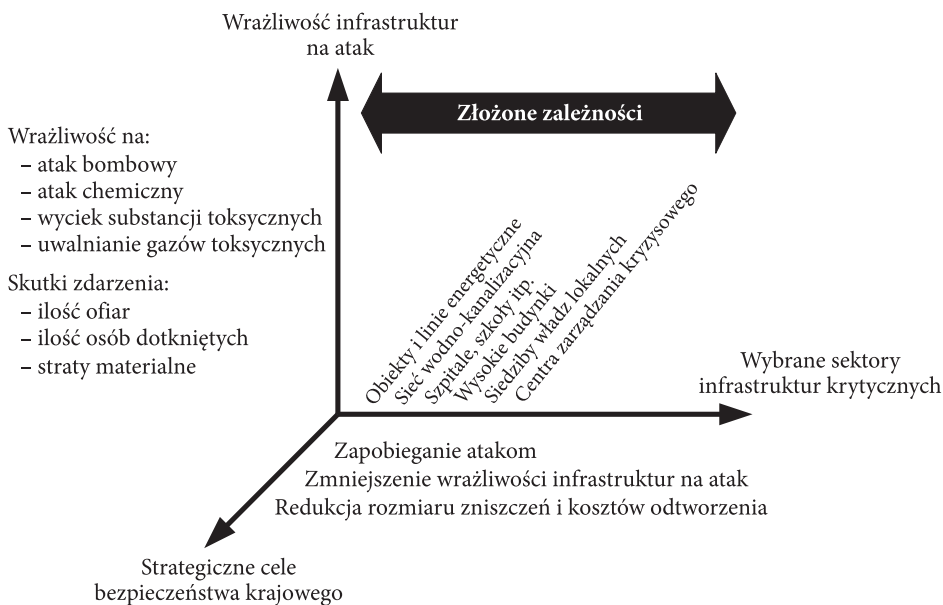 Wrażliwość infrastruktur
na atak
Złożone zależności
Wrażliwość na:
– atak bombowy
– atak chemiczny
– wyciek substancji toksycznych
– uwalnianie gazów toksycznych
Skutki zdarzenia:
– ilość ofiar
– ilość osób dotkniętych
– straty materialne
Obiekty i linie energetyczne
Sieć wodno-kanalizacyjna
Szpitale, szkoły itp.
Wysokie budynki
Siedziby władz lokalnych
Centra zarządzania kryzysowego
Wybrane sektory
infrastruktur krytycznych
Zapobieganie atakom
Zmniejszenie wrażliwości infrastruktur na atak
Redukcja rozmiaru zniszczeń i kosztów odtworzenia
Strategiczne cele
bezpieczeństwa krajowego